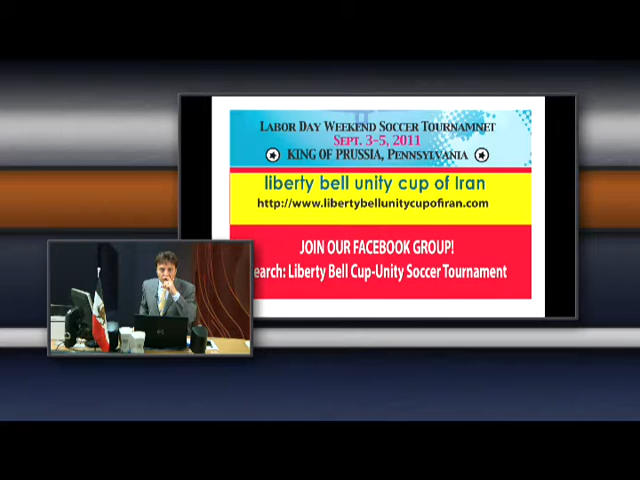 LABOR DAY WEEKEND SOCCER TOURNAMNET
SEPT. 3-5, 2011
KING OF PRUSSIA, PENNSYLVANIA
liberty bell unity cup of Iran
http://www.libertybellunitycupofiran.com
JOIN OUR FACEBOOK GROUP!
earch: Liberty Bell Cup-Unity Soccer Tournament